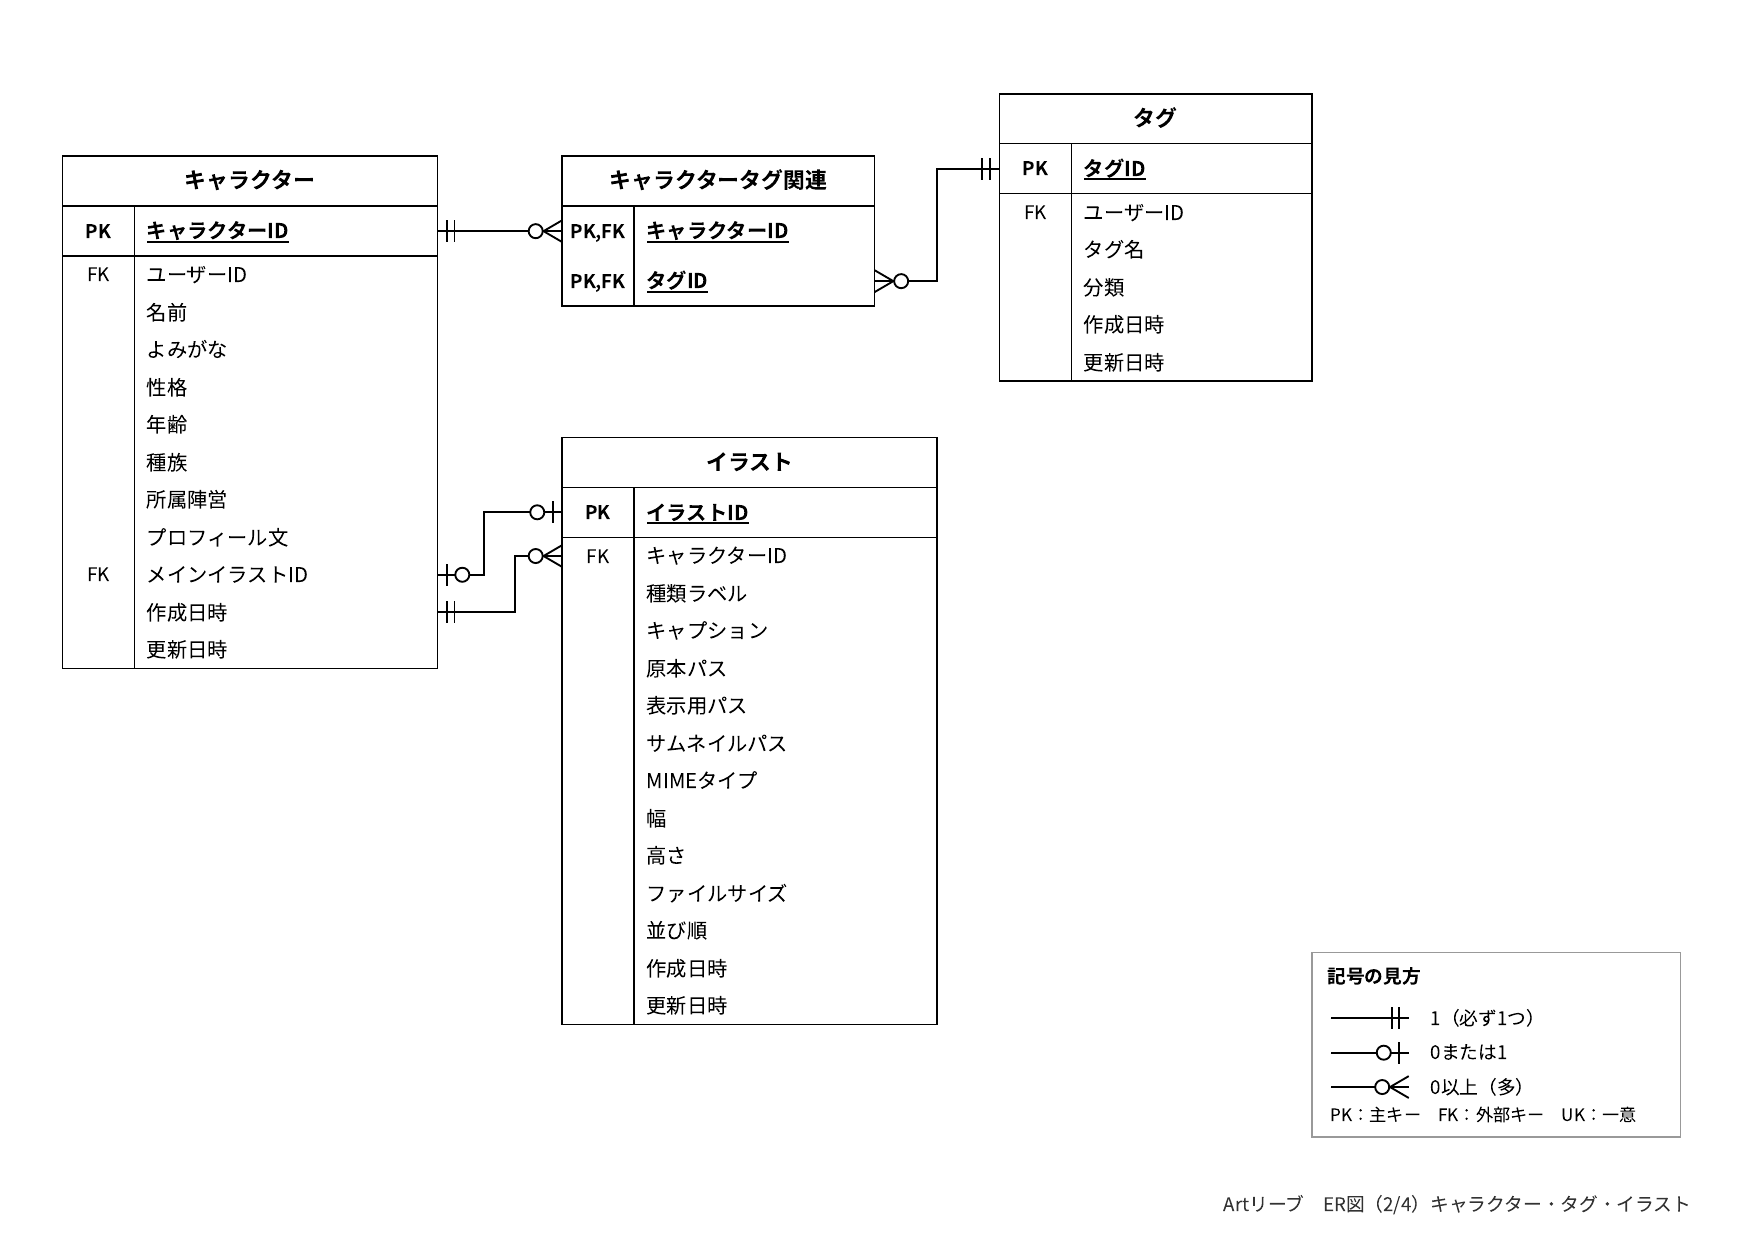 キャラクター
PK キャラクターID
FK ユーザーID
名前
よみがな
性格
年齢
種族
所属陣営
プロフィール文
FK メインイラストID
作成日時
更新日時
キャラクタータグ関連
PK,FK キャラクターID
PK,FK タグID
タグ
PK タグID
FK ユーザーID
タグ名
分類
作成日時
更新日時
イラスト
PK イラストID
FK キャラクターID
種類ラベル
キャプション
原本パス
表示用パス
サムネイルパス
MIMEタイプ
幅
高さ
ファイルサイズ
並び順
作成日時
更新日時
記号の見方
1（必ず1つ）
0または1
0以上（多）
PK：主キー　FK：外部キー　UK：一意
Artリーブ　ER図（2/4）キャラクター・タグ・イラスト